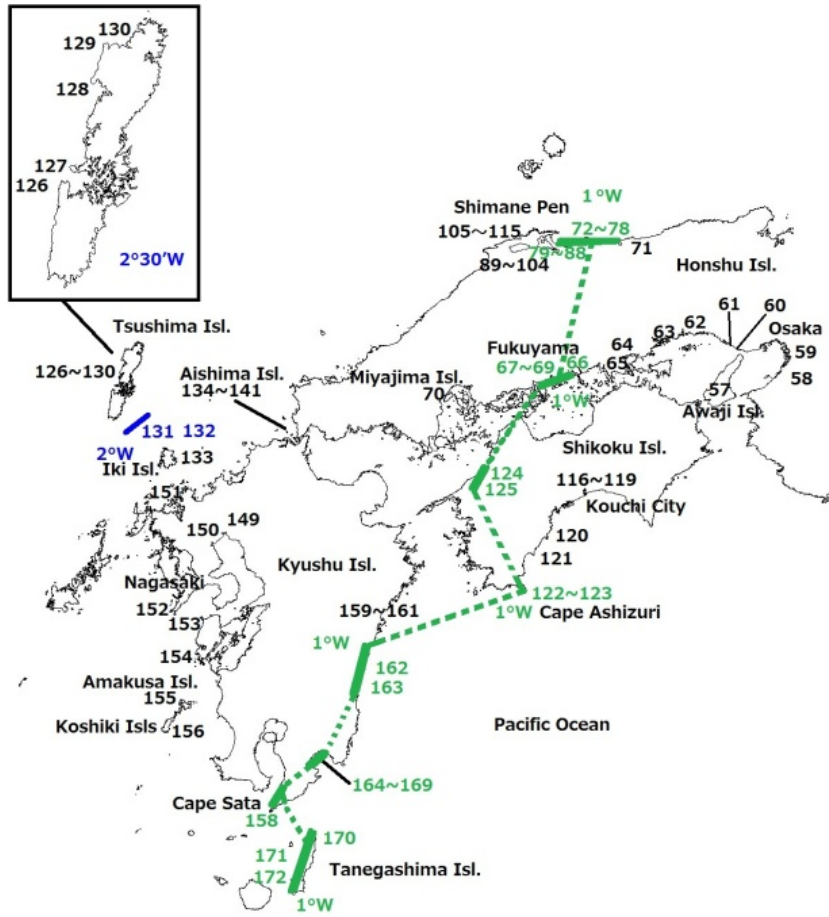 130
129
128
127
126
2°30'W
Tsushima Isl.
126~130
131 132
2°W
133
Iki Isl.
151
Aishima Isl.
134~141
Shimane Pen
1°W
105~115
72~78
79~88
71
89~104
Honshu Isl.
61
60
62
63
Osaka
64
59
65
58
57
Awaji Isl.
Fukuyama
67~69
66
1°W
Miyajima Isl.
70
Shikoku Isl.
124
125
116~119
Kouchi City
120
121
122~123
1°W
Cape Ashizuri
149
150
Kyushu Isl.
Nagasaki
152
153
159~161
154
1°W
162
163
Amakusa Isl.
155
Koshiki Isls
156
Pacific Ocean
164~169
Cape Sata
158
170
171
172
Tanegashima Isl.
1°W